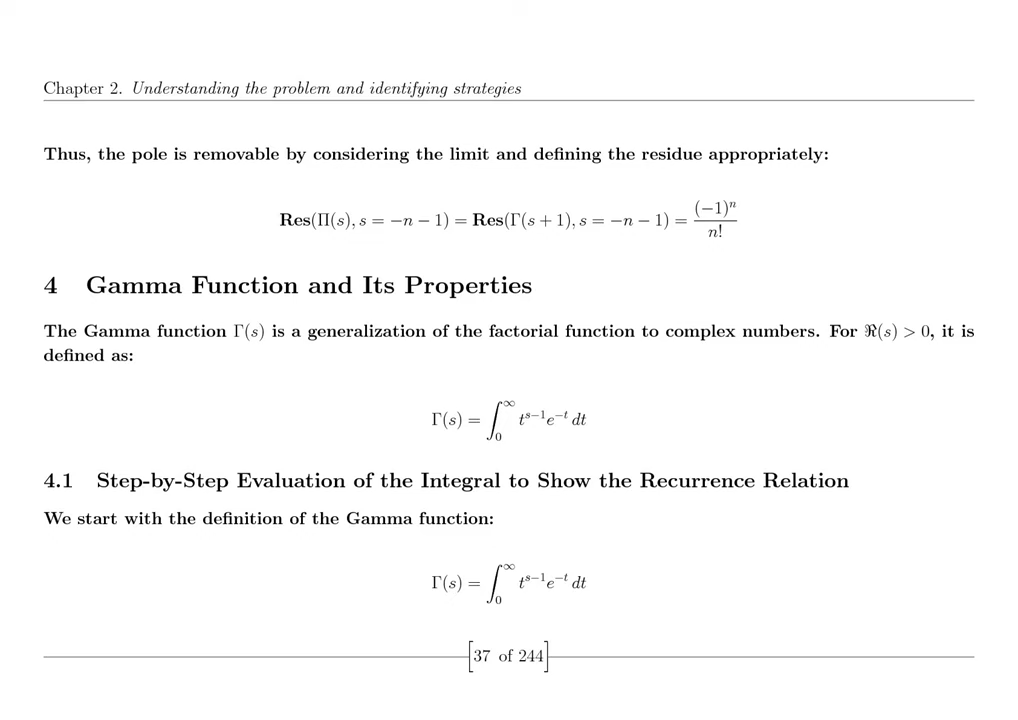 Chapter 2. Understanding the problem and identifying strategies
Thus, the pole is removable by considering the limit and defining the residue appropriately:
Res(Π(s), s = −n − 1) = Res(Γ(s + 1), s = −n − 1) = (−1)ⁿ / n!
4 Gamma Function and Its Properties
The Gamma function Γ(s) is a generalization of the factorial function to complex numbers. For ℜ(s) > 0, it is
defined as:
Γ(s) = ∫₀^∞ t^{s−1} e^{−t} dt
4.1 Step-by-Step Evaluation of the Integral to Show the Recurrence Relation
We start with the definition of the Gamma function:
Γ(s) = ∫₀^∞ t^{s−1} e^{−t} dt
[37 of 244]